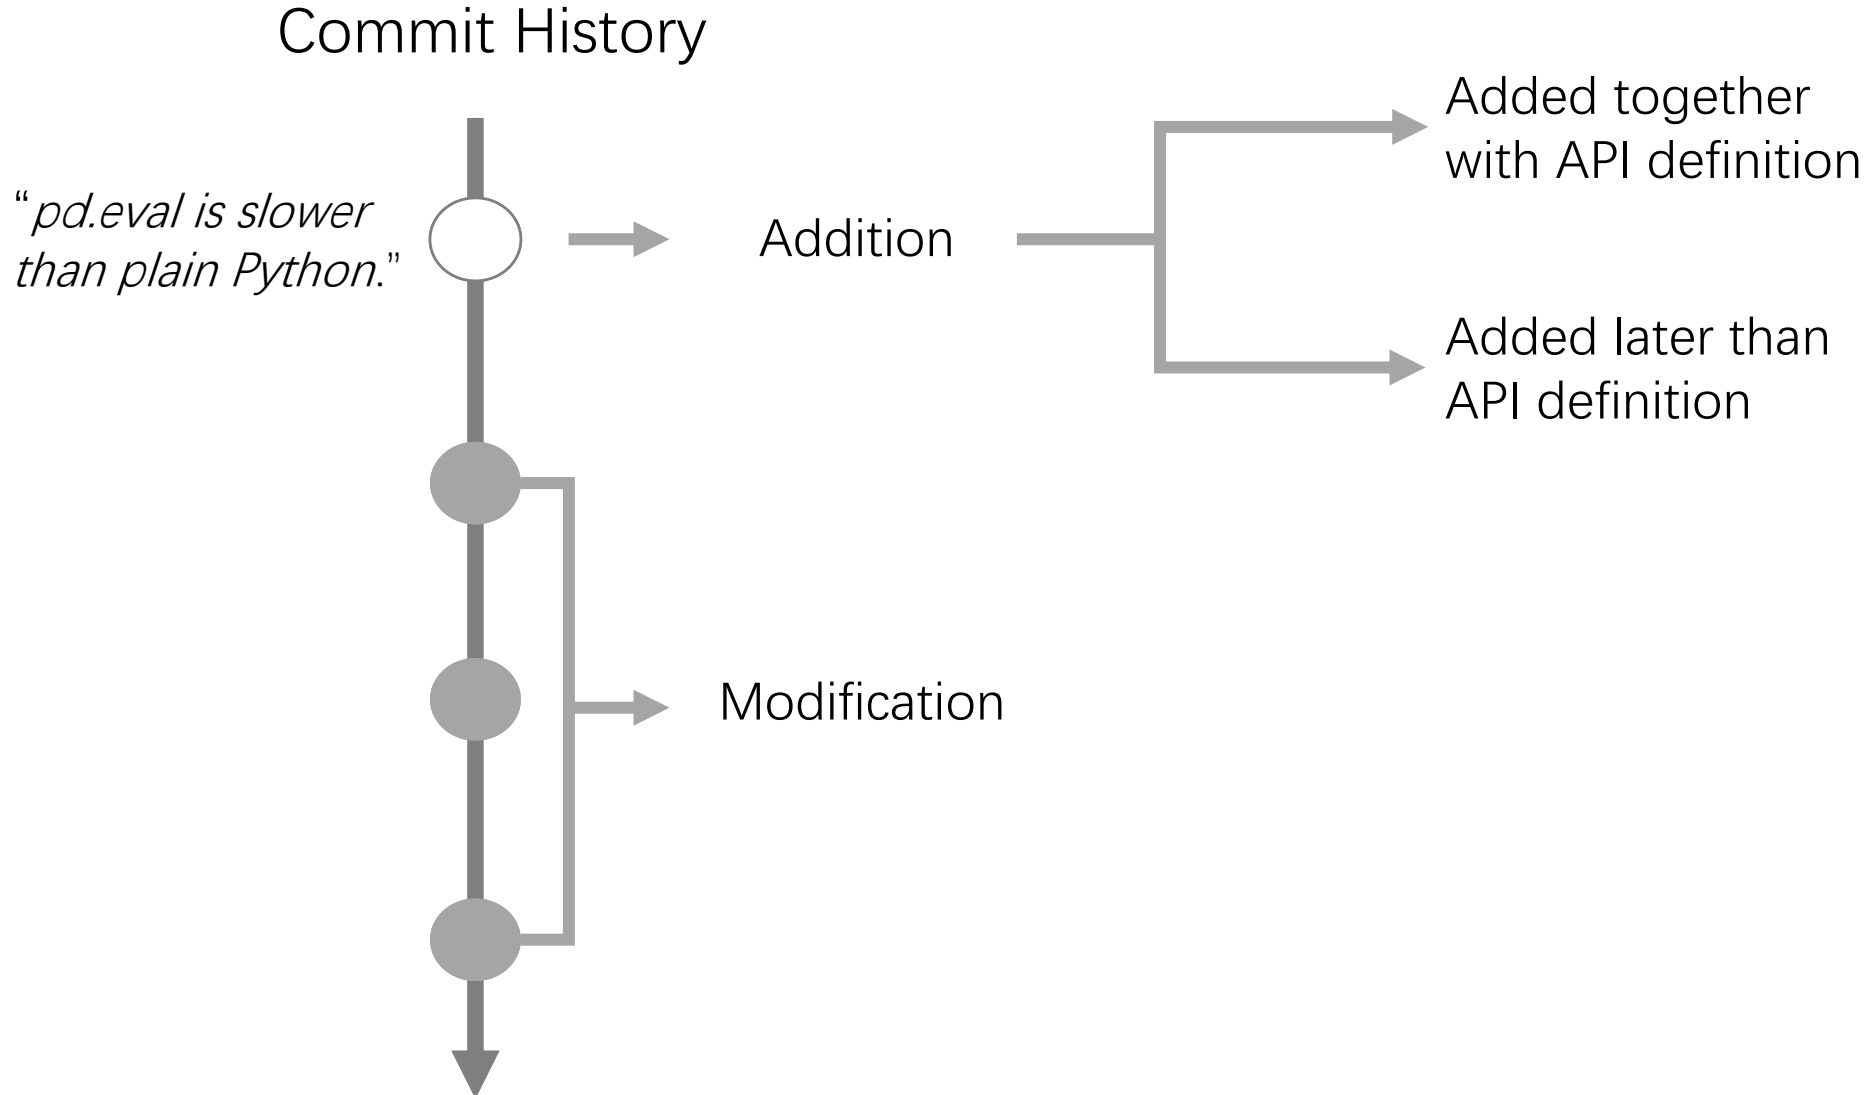 Commit History
“pd.eval is slower
than plain Python.”
Addition
Added together
with API definition
Added later than
API definition
Modification